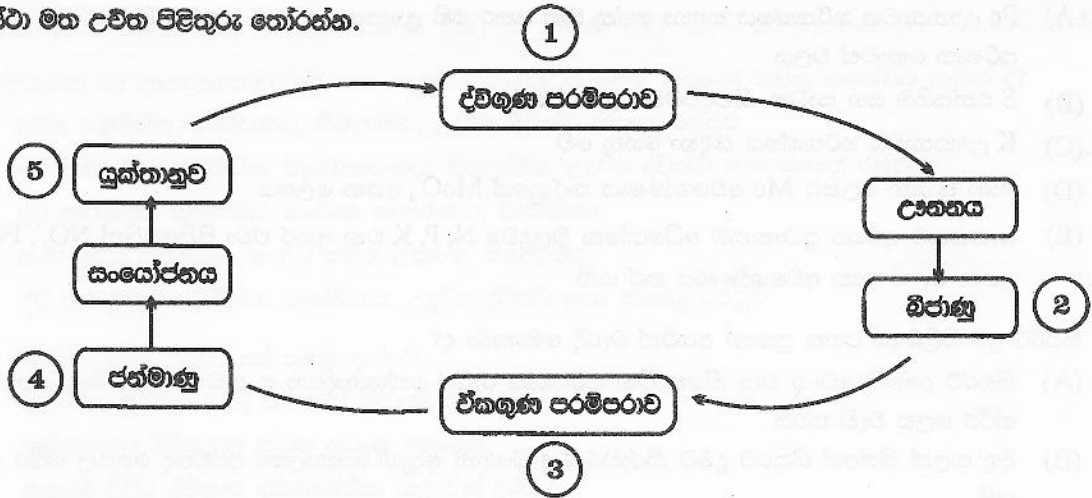 ස්ථා මත උචිත පිළිතුරු තෝරන්න.
1
ද්විගුණ පරම්පරාව
5
යුක්තානුව
ඌනනය
සංයෝජනය
බීජාණු
2
4
ජන්මාණු
ඒකගුණ පරම්පරාව
3